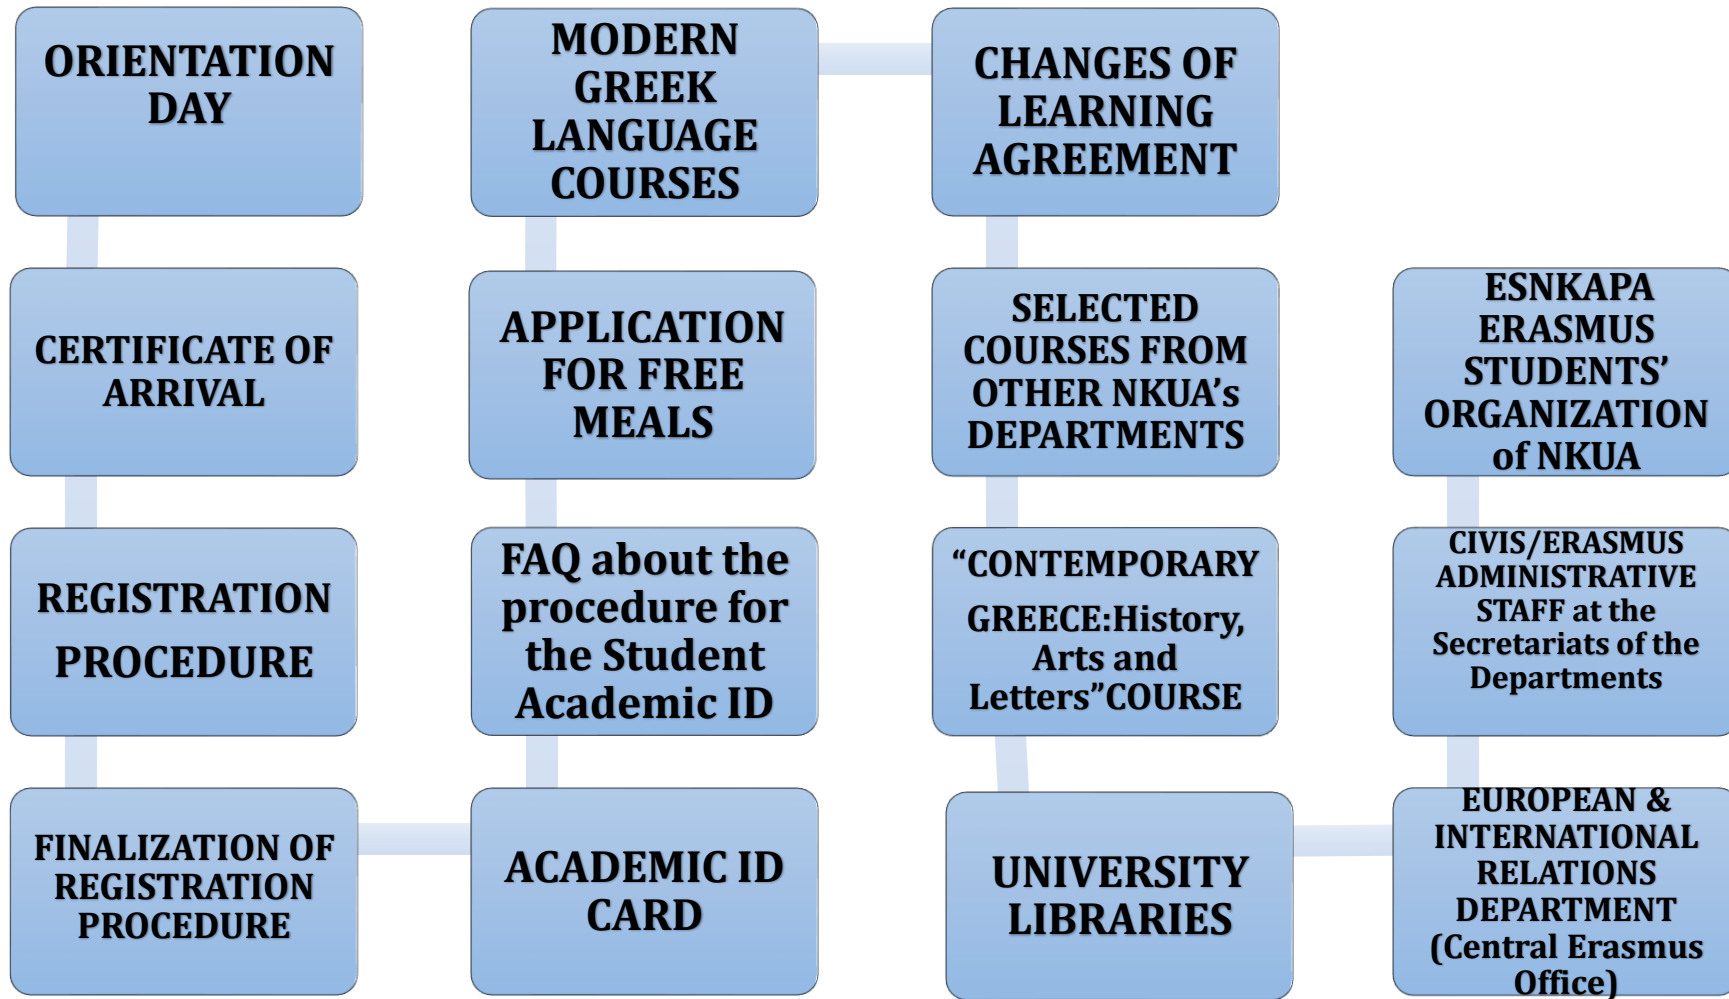 ORIENTATION
DAY
CERTIFICATE OF
ARRIVAL
REGISTRATION
PROCEDURE
FINALIZATION OF
REGISTRATION
PROCEDURE
ACADEMIC ID
CARD
FAQ about the
procedure for
the Student
Academic ID
APPLICATION
FOR FREE
MEALS
MODERN
GREEK
LANGUAGE
COURSES
CHANGES OF
LEARNING
AGREEMENT
SELECTED
COURSES FROM
OTHER NKUA’s
DEPARTMENTS
“CONTEMPORARY
GREECE:History,
Arts and
Letters”COURSE
UNIVERSITY
LIBRARIES
EUROPEAN &
INTERNATIONAL
RELATIONS
DEPARTMENT
(Central Erasmus
Office)
CIVIS/ERASMUS
ADMINISTRATIVE
STAFF at the
Secretariats of the
Departments
ESNKAPA
ERASMUS
STUDENTS’
ORGANIZATION
of NKUA